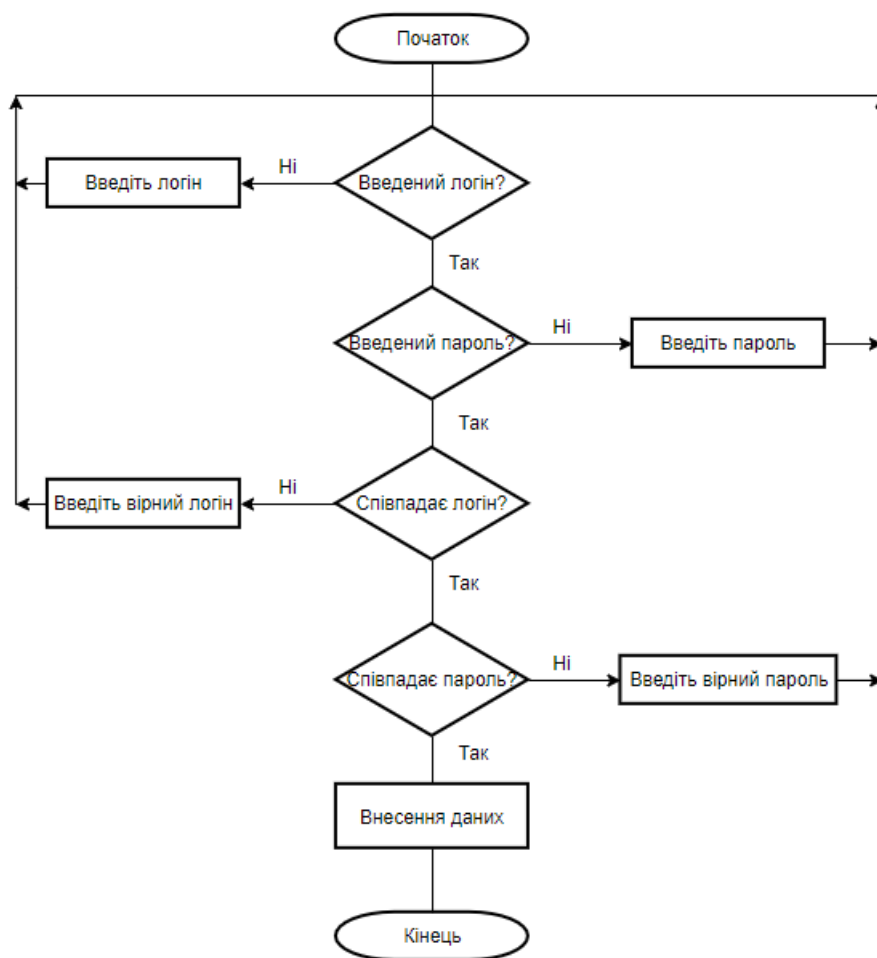 Початок
Ні
Введіть логін
Введений логін?
Так
Введений пароль?
Ні
Введіть пароль
Так
Ні
Введіть вірний логін
Співпадає логін?
Так
Співпадає пароль?
Ні
Введіть вірний пароль
Так
Внесення даних
Кінець